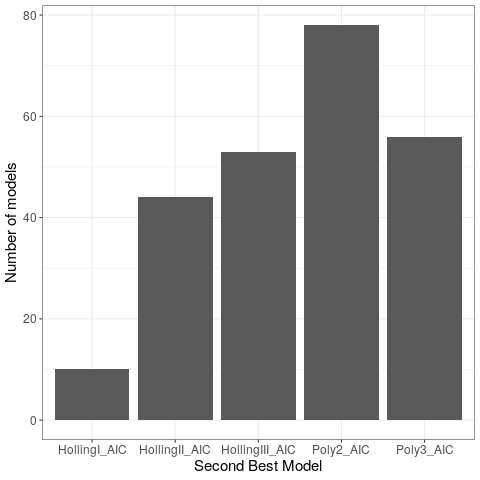 80
60
40
20
0
Number of models
HollingI_AIC HollingII_AIC HollingIII_AIC Poly2_AIC Poly3_AIC
Second Best Model